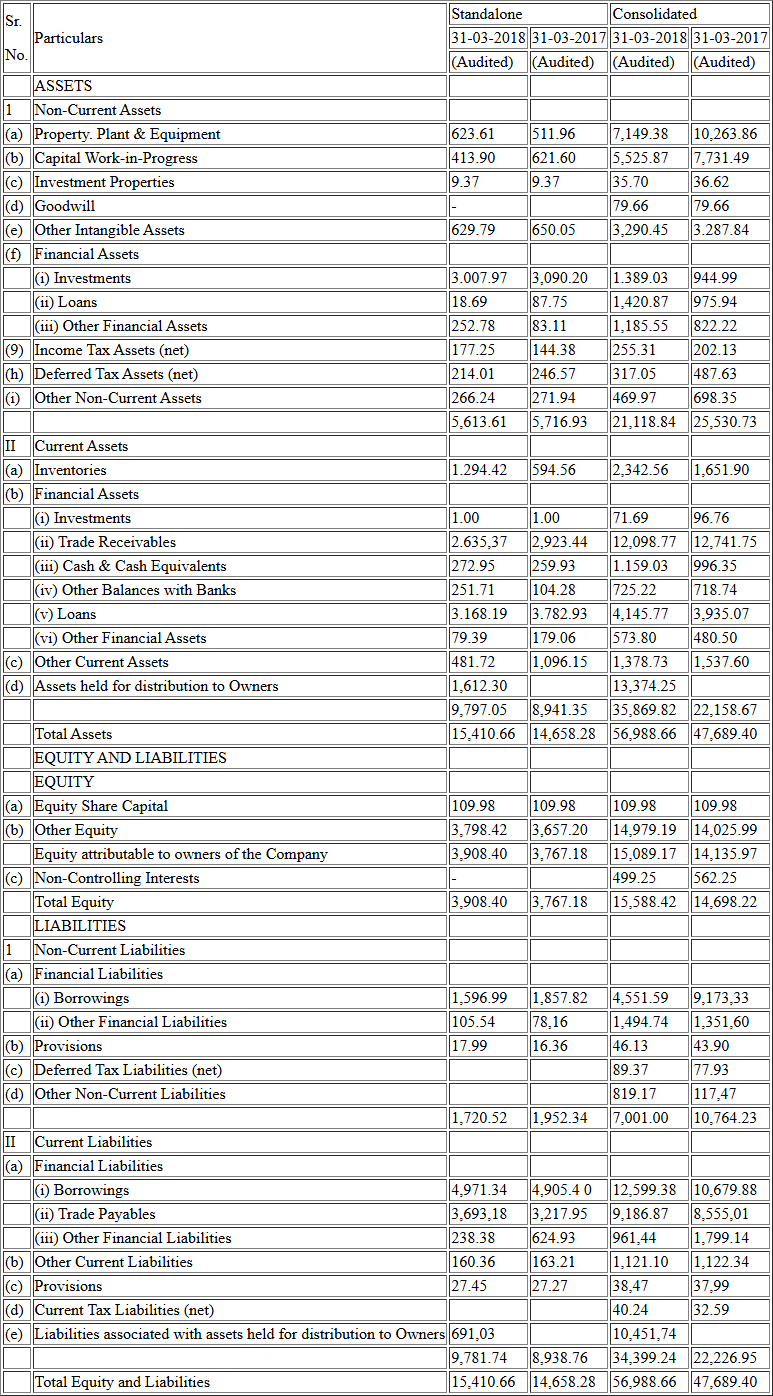 Sr. No. Particulars Standalone Consolidated
31-03-2018 31-03-2017 31-03-2018 31-03-2017
(Audited) (Audited) (Audited) (Audited)
ASSETS
1 Non-Current Assets
(a) Property. Plant & Equipment 623.61 511.96 7,149.38 10,263.86
(b) Capital Work-in-Progress 413.90 621.60 5,525.87 7,731.49
(c) Investment Properties 9.37 9.37 35.70 36.62
(d) Goodwill - 79.66 79.66
(e) Other Intangible Assets 629.79 650.05 3,290.45 3.287.84
(f) Financial Assets
(i) Investments 3.007.97 3,090.20 1.389.03 944.99
(ii) Loans 18.69 87.75 1,420.87 975.94
(iii) Other Financial Assets 252.78 83.11 1,185.55 822.22
(9) Income Tax Assets (net) 177.25 144.38 255.31 202.13
(h) Deferred Tax Assets (net) 214.01 246.57 317.05 487.63
(i) Other Non-Current Assets 266.24 271.94 469.97 698.35
5,613.61 5,716.93 21,118.84 25,530.73
II Current Assets
(a) Inventories 1.294.42 594.56 2,342.56 1,651.90
(b) Financial Assets
(i) Investments 1.00 1.00 71.69 96.76
(ii) Trade Receivables 2.635,37 2,923.44 12,098.77 12,741.75
(iii) Cash & Cash Equivalents 272.95 259.93 1.159.03 996.35
(iv) Other Balances with Banks 251.71 104.28 725.22 718.74
(v) Loans 3.168.19 3.782.93 4,145.77 3,935.07
(vi) Other Financial Assets 79.39 179.06 573.80 480.50
(c) Other Current Assets 481.72 1,096.15 1,378.73 1,537.60
(d) Assets held for distribution to Owners 1,612.30 13,374.25
9,797.05 8,941.35 35,869.82 22,158.67
Total Assets 15,410.66 14,658.28 56,988.66 47,689.40
EQUITY AND LIABILITIES
EQUITY
(a) Equity Share Capital 109.98 109.98 109.98 109.98
(b) Other Equity 3,798.42 3,657.20 14,979.19 14,025.99
Equity attributable to owners of the Company 3,908.40 3,767.18 15,089.17 14,135.97
(c) Non-Controlling Interests - 499.25 562.25
Total Equity 3,908.40 3,767.18 15,588.42 14,698.22
LIABILITIES
1 Non-Current Liabilities
(a) Financial Liabilities
(i) Borrowings 1,596.99 1,857.82 4,551.59 9,173,33
(ii) Other Financial Liabilities 105.54 78,16 1,494.74 1,351,60
(b) Provisions 17.99 16.36 46.13 43.90
(c) Deferred Tax Liabilities (net) 89.37 77.93
(d) Other Non-Current Liabilities 819.17 117,47
1,720.52 1,952.34 7,001.00 10,764.23
II Current Liabilities
(a) Financial Liabilities
(i) Borrowings 4,971.34 4,905.4 0 12,599.38 10,679.88
(ii) Trade Payables 3,693,18 3,217.95 9,186.87 8,555,01
(iii) Other Financial Liabilities 238.38 624.93 961,44 1,799.14
(b) Other Current Liabilities 160.36 163.21 1,121.10 1,122.34
(c) Provisions 27.45 27.27 38,47 37,99
(d) Current Tax Liabilities (net) 40.24 32.59
(e) Liabilities associated with assets held for distribution to Owners 691,03 10,451,74
9,781.74 8,938.76 34,399.24 22,226.95
Total Equity and Liabilities 15,410.66 14,658.28 56,988.66 47,689.40